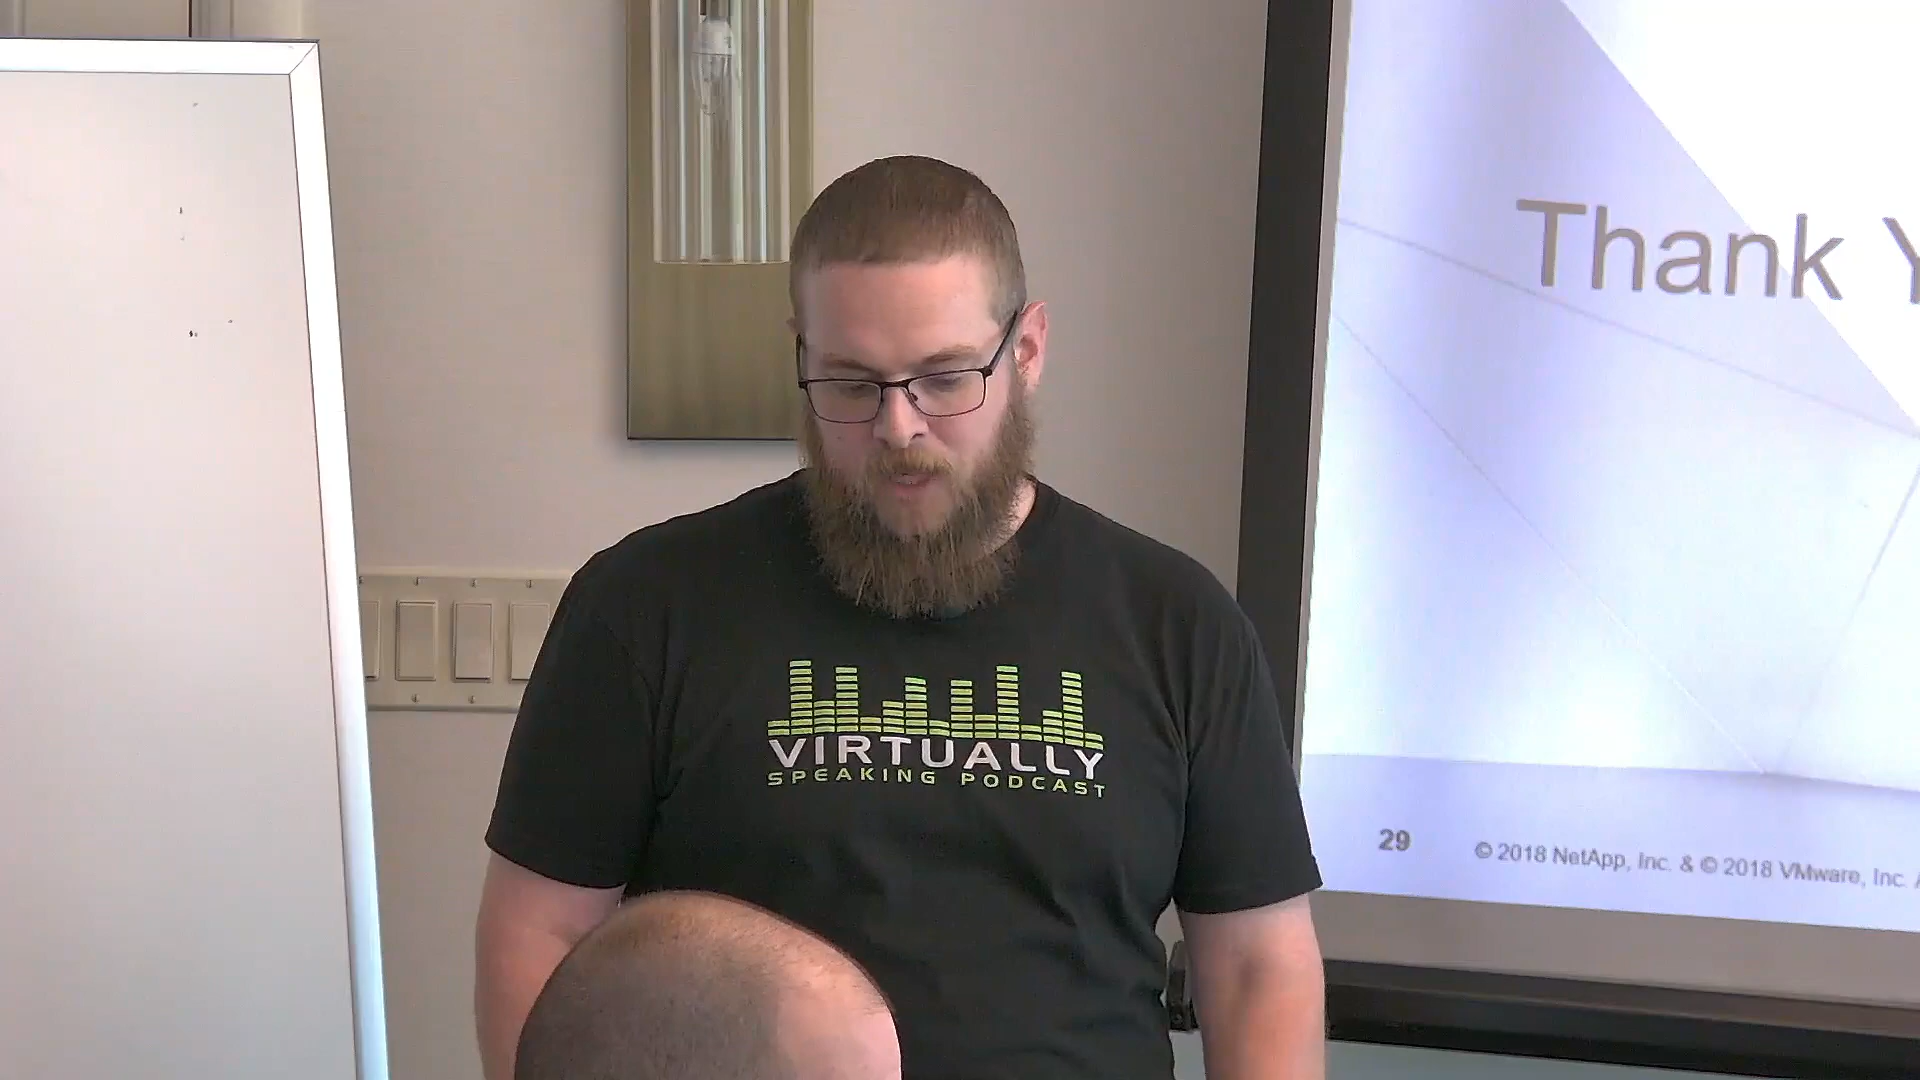 VIRTUALLY
SPEAKING PODCAST
Thank
29
© 2018 NetApp, Inc. & © 2018 VMware, Inc.